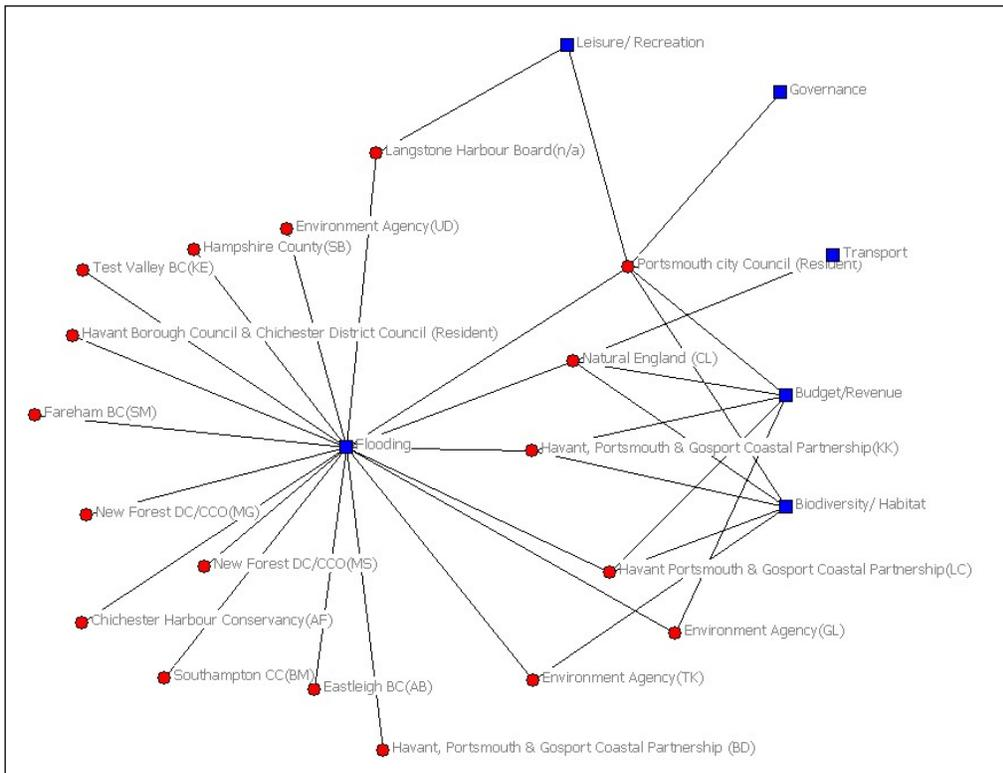 Leisure/ Recreation
Governance
Langstone Harbour Board(n/a)
Environment Agency(UD)
Hampshire County(SB)
Transport
Test Valley BC(KE)
Portsmouth city Council (Resident)
Havant Borough Council & Chichester District Council (Resident)
Natural England (CL)
Budget/Revenue
Fareham BC(SM)
Flooding
Havant, Portsmouth & Gosport Coastal Partnership(KK)
Biodiversity/ Habitat
New Forest DC/CCO(MG)
New Forest DC/CCO(MS)
Havant Portsmouth & Gosport Coastal Partnership(LC)
Chichester Harbour Conservancy(AF)
Environment Agency(GL)
Southampton CC(BM)
Environment Agency(TK)
Eastleigh BC(AB)
Havant, Portsmouth & Gosport Coastal Partnership (BD)